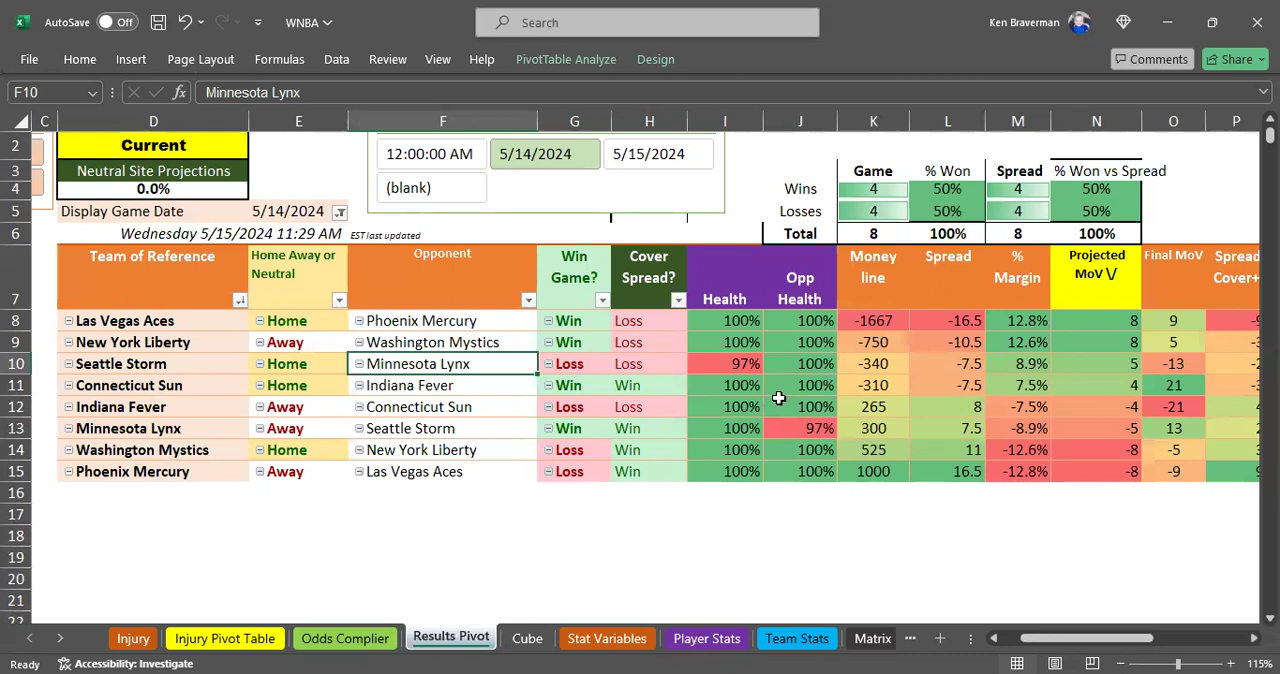 AutoSave Off WNBA Search Ken Braverman
File Home Insert Page Layout Formulas Data Review View Help PivotTable Analyze Design Comments Share
F10 fx Minnesota Lynx
C D E F G H I J K L M N O P
2 Current 12:00:00 AM 5/14/2024 5/15/2024
3 Neutral Site Projections Game % Won Spread % Won vs Spread
4 0.0% (blank) Wins 4 50% 4 50%
5 Display Game Date 5/14/2024 Losses 4 50% 4 50%
6 Wednesday 5/15/2024 11:29 AM EST last updated Total 8 100% 8 100%
Team of Reference Home Away or Opponent Win Cover Money Spread % Projected Final MoV Spread
Neutral Game? Spread? Opp line Margin MoV \/ Cover+
7 Health Health
8 Las Vegas Aces Home Phoenix Mercury Win Loss 100% 100% -1667 -16.5 12.8% 8 9
9 New York Liberty Away Washington Mystics Win Loss 100% 100% -750 -10.5 12.6% 8 5
10 Seattle Storm Home Minnesota Lynx Loss Loss 97% 100% -340 -7.5 8.9% 5 -13
11 Connecticut Sun Home Indiana Fever Win Win 100% 100% -310 -7.5 7.5% 4 21
12 Indiana Fever Away Connecticut Sun Loss Loss 100% 100% 265 8 -7.5% -4 -21
13 Minnesota Lynx Away Seattle Storm Win Win 100% 97% 300 7.5 -8.9% -5 13
14 Washington Mystics Home New York Liberty Loss Win 100% 100% 525 11 -12.6% -8 -5
15 Phoenix Mercury Away Las Vegas Aces Loss Win 100% 100% 1000 16.5 -12.8% -8 -9
16
17
18
19
20
21
Injury Injury Pivot Table Odds Complier Results Pivot Cube Stat Variables Player Stats Team Stats Matrix
Ready Accessibility: Investigate 115%